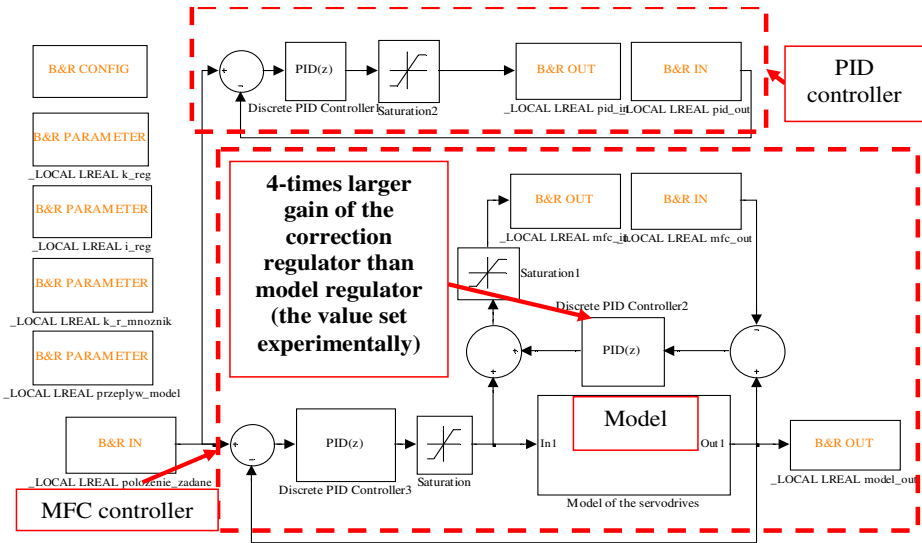 B&R CONFIG
B&R PARAMETER
_LOCAL LREAL k_reg
B&R PARAMETER
_LOCAL LREAL i_reg
B&R PARAMETER
_LOCAL LREAL k_r_mnoznik
B&R PARAMETER
_LOCAL LREAL przeplyw_model
B&R IN
_LOCAL LREAL polozenie_zadane
MFC controller
PID(z)
Discrete PID Controller1
Saturation2
B&R OUT
_LOCAL LREAL pid_in
B&R IN
_LOCAL LREAL pid_out
PID
controller
4-times larger
gain of the
correction
regulator than
model regulator
(the value set
experimentally)
B&R OUT
_LOCAL LREAL mfc_in
B&R IN
_LOCAL LREAL mfc_out
Saturation1
Discrete PID Controller2
PID(z)
PID(z)
Discrete PID Controller3
Saturation
In1
Model
Out1
Model of the servodrives
B&R OUT
_LOCAL LREAL model_out